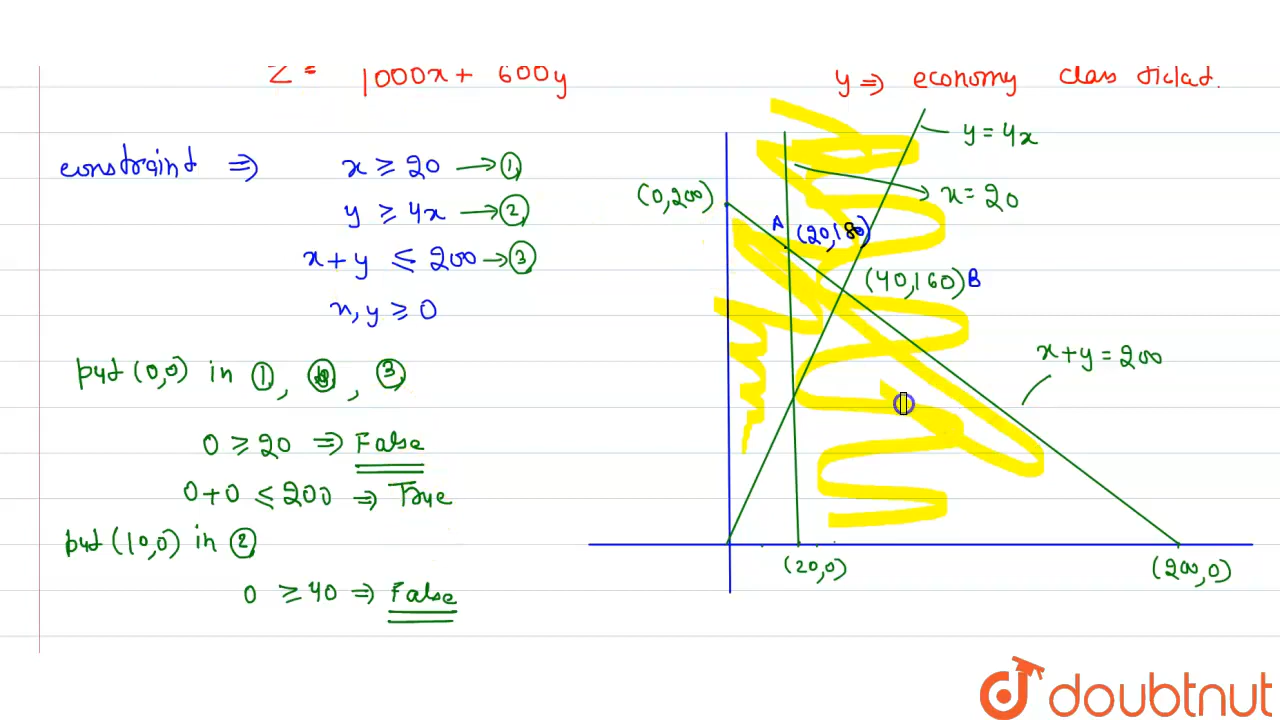 Z = 1000x + 600y
y ⇒ economy class ticket.
constraint ⇒ x ≥ 20 → ①
y ≥ 4x → ②
x + y ≤ 200 → ③
x, y ≥ 0
put (0,0) in ①, , ③
0 ≥ 20 ⇒ False
0 + 0 ≤ 200 ⇒ True
put (10,0) in ②
0 ≥ 40 ⇒ False
y = 4x
(0,200)
x = 20
A (20,180)
(40,160) B
x + y = 200
(20,0)
(200,0)
doubtnut